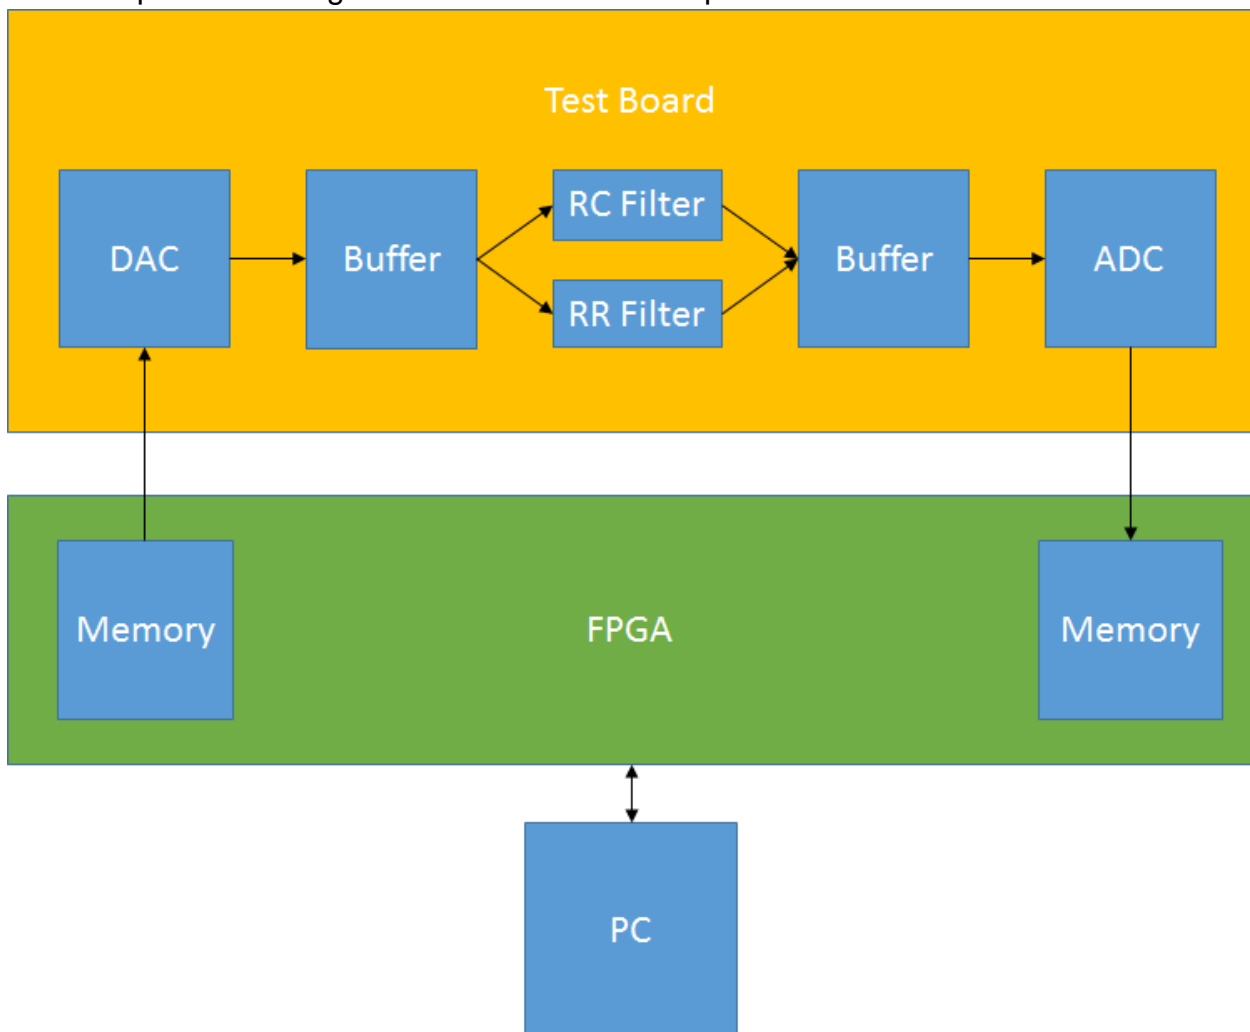 Test Board
DAC
Buffer
RC Filter
RR Filter
Buffer
ADC
Memory
FPGA
Memory
PC